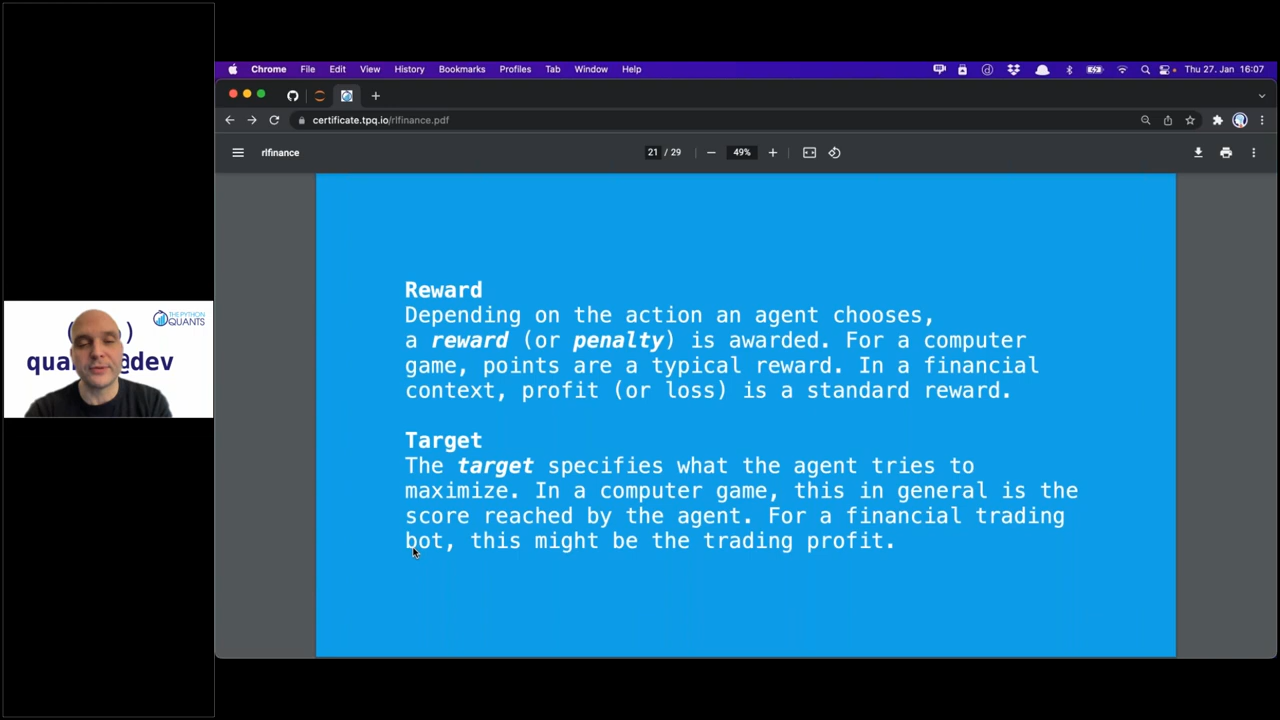 Chrome File Edit View History Bookmarks Profiles Tab Window Help Thu 27. Jan 16:07
certificate.tpq.io/rlfinance.pdf
rlfinance 21 / 29 49%
THE PYTHON
QUANTS
@dev
Reward
Depending on the action an agent chooses,
a reward (or penalty) is awarded. For a computer
game, points are a typical reward. In a financial
context, profit (or loss) is a standard reward.
Target
The target specifies what the agent tries to
maximize. In a computer game, this in general is the
score reached by the agent. For a financial trading
bot, this might be the trading profit.